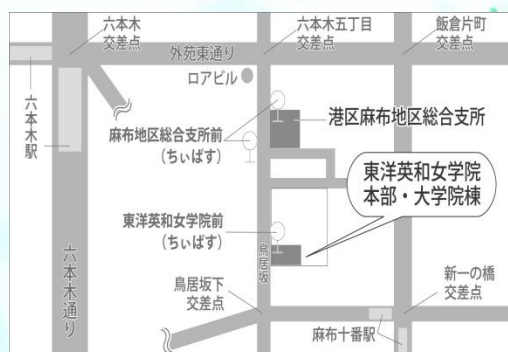 六本木
交差点
六本木五丁目
交差点
飯倉片町
交差点
外苑東通り
ロアビル
六本木駅
港区麻布地区総合支所
麻布地区総合支所前
(ちぃばす)
東洋英和女学院
本部・大学院棟
東洋英和女学院前
(ちぃばす)
鳥居坂
六本木通り
鳥居坂下
交差点
新一の橋
交差点
麻布十番駅